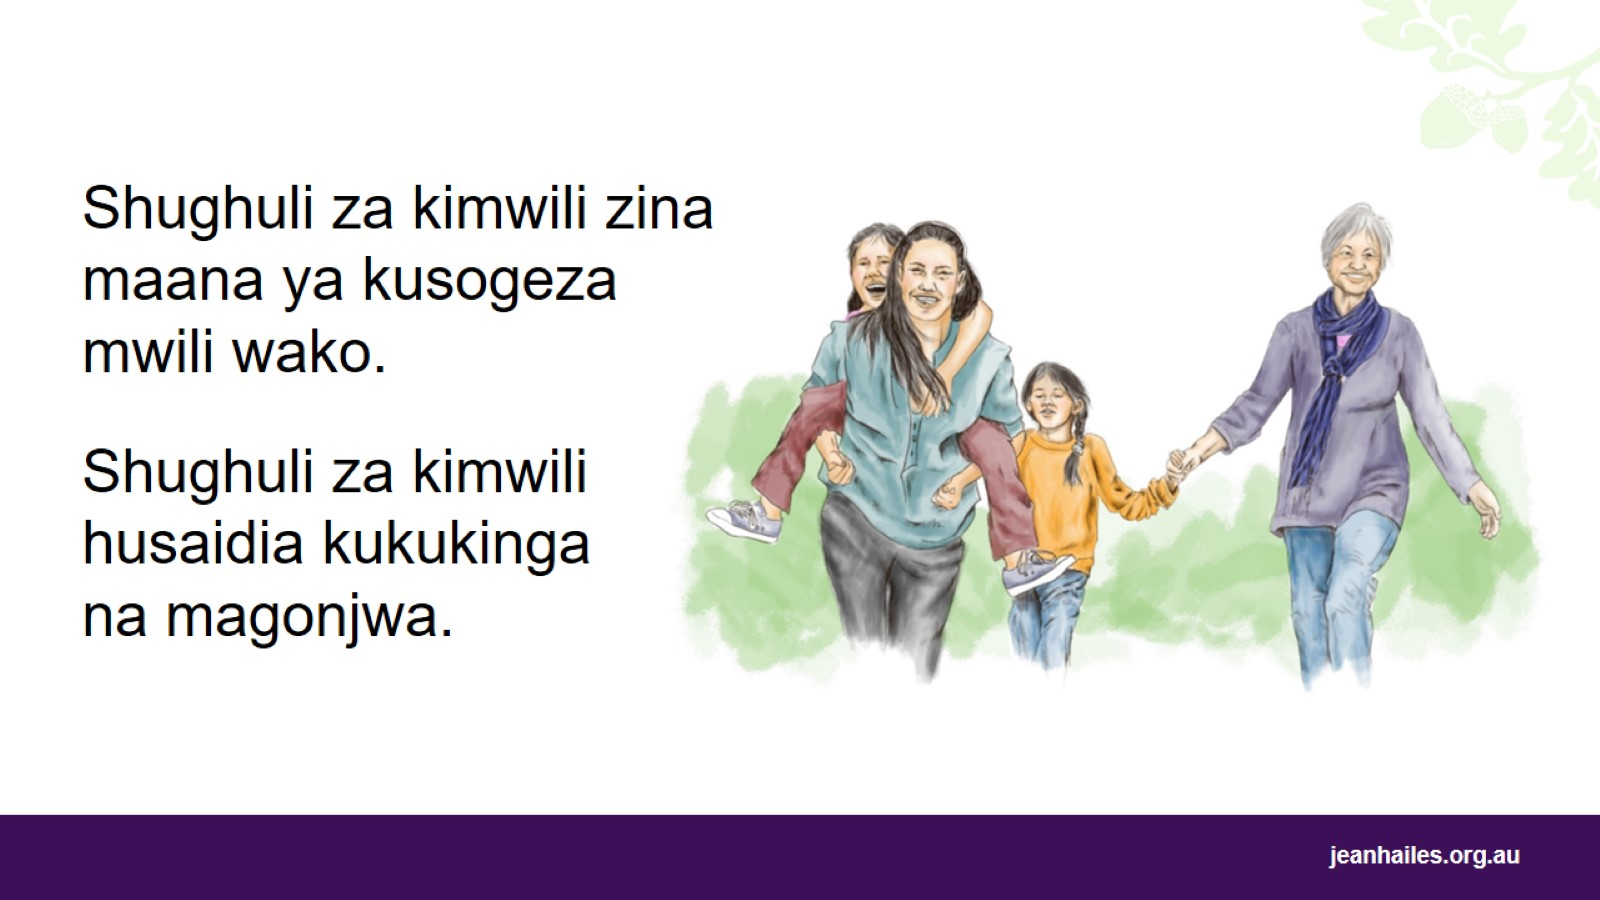 Shughuli za kimwili zina
maana ya kusogeza
mwili wako.
Shughuli za kimwili
husaidia kukukinga
na magonjwa.
jeanhailes.org.au